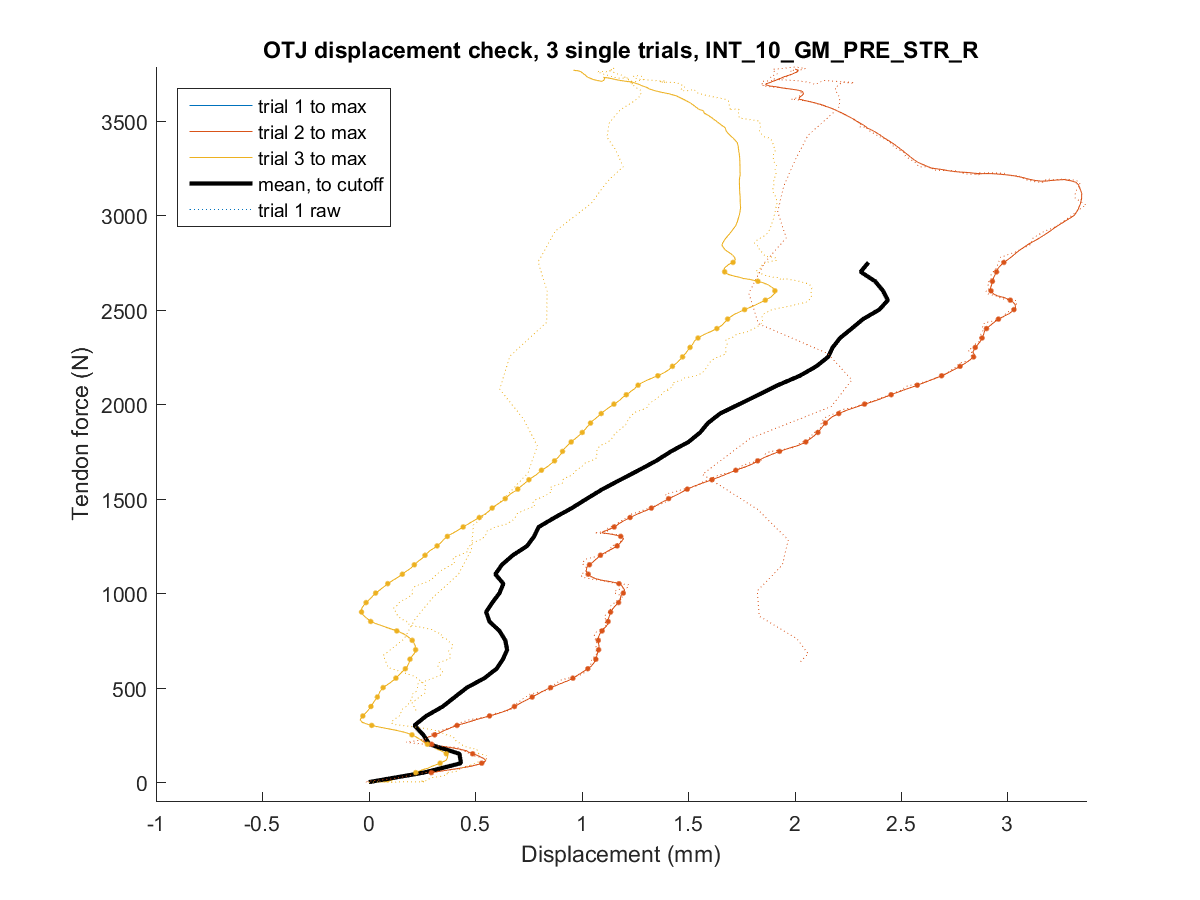 OTJ displacement check, 3 single trials, INT_10_GM_PRE_STR_R
trial 1 to max
trial 2 to max
trial 3 to max
mean, to cutoff
trial 1 raw
Tendon force (N)
3500
3000
2500
2000
1500
1000
500
0
-1
-0.5
0
0.5
1
1.5
2
2.5
3
Displacement (mm)